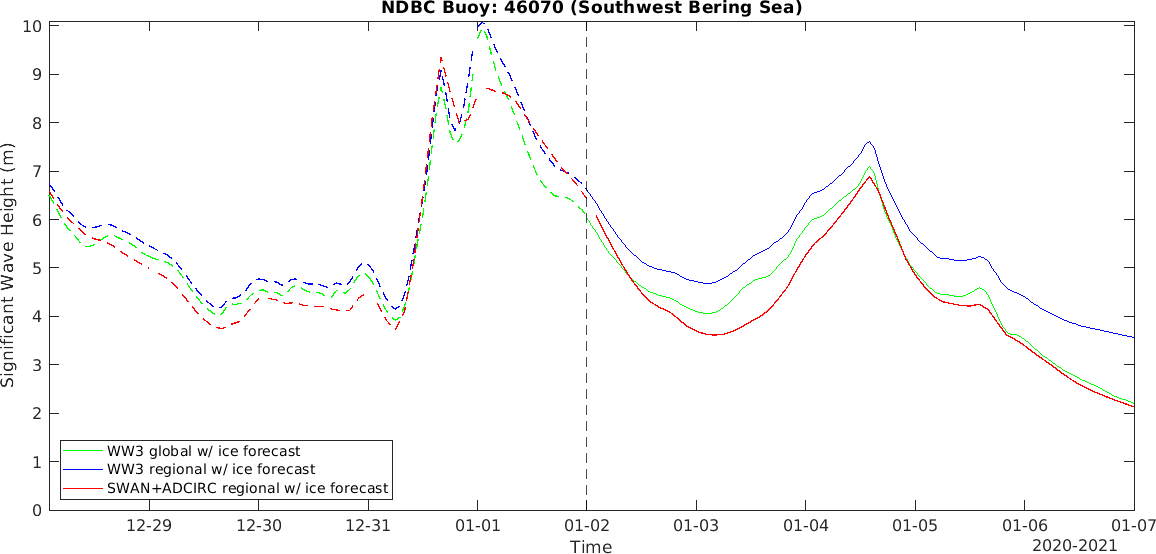 NDBC Buoy: 46070 (Southwest Bering Sea)
Significant Wave Height (m)
10
9
8
7
6
5
4
3
2
1
0
WW3 global w/ ice forecast
WW3 regional w/ ice forecast
SWAN+ADCIRC regional w/ ice forecast
12-29 12-30 12-31 01-01 01-02 01-03 01-04 01-05 01-06 01-07
Time
2020-2021